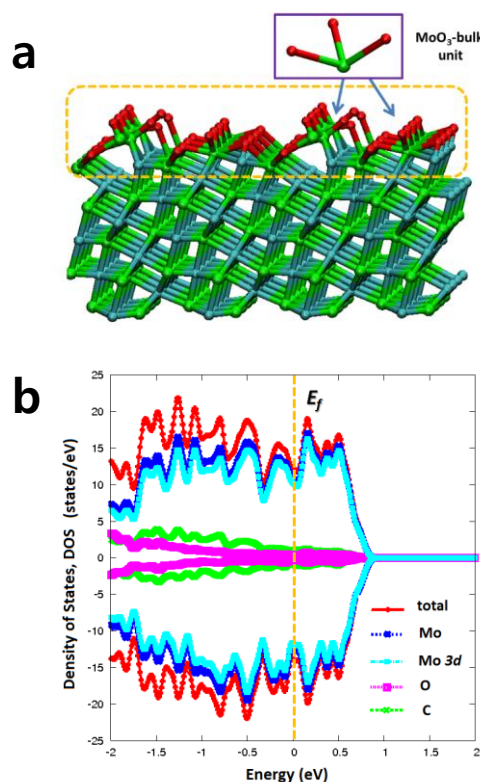 a
MoO₃-bulk
unit
b
E_f
Density of States, DOS (states/eV)
25
20
15
10
5
0
-5
-10
-15
-20
-25
total
Mo
Mo 3d
O
C
-2
-1.5
-1
-0.5
0
0.5
1
1.5
2
Energy (eV)